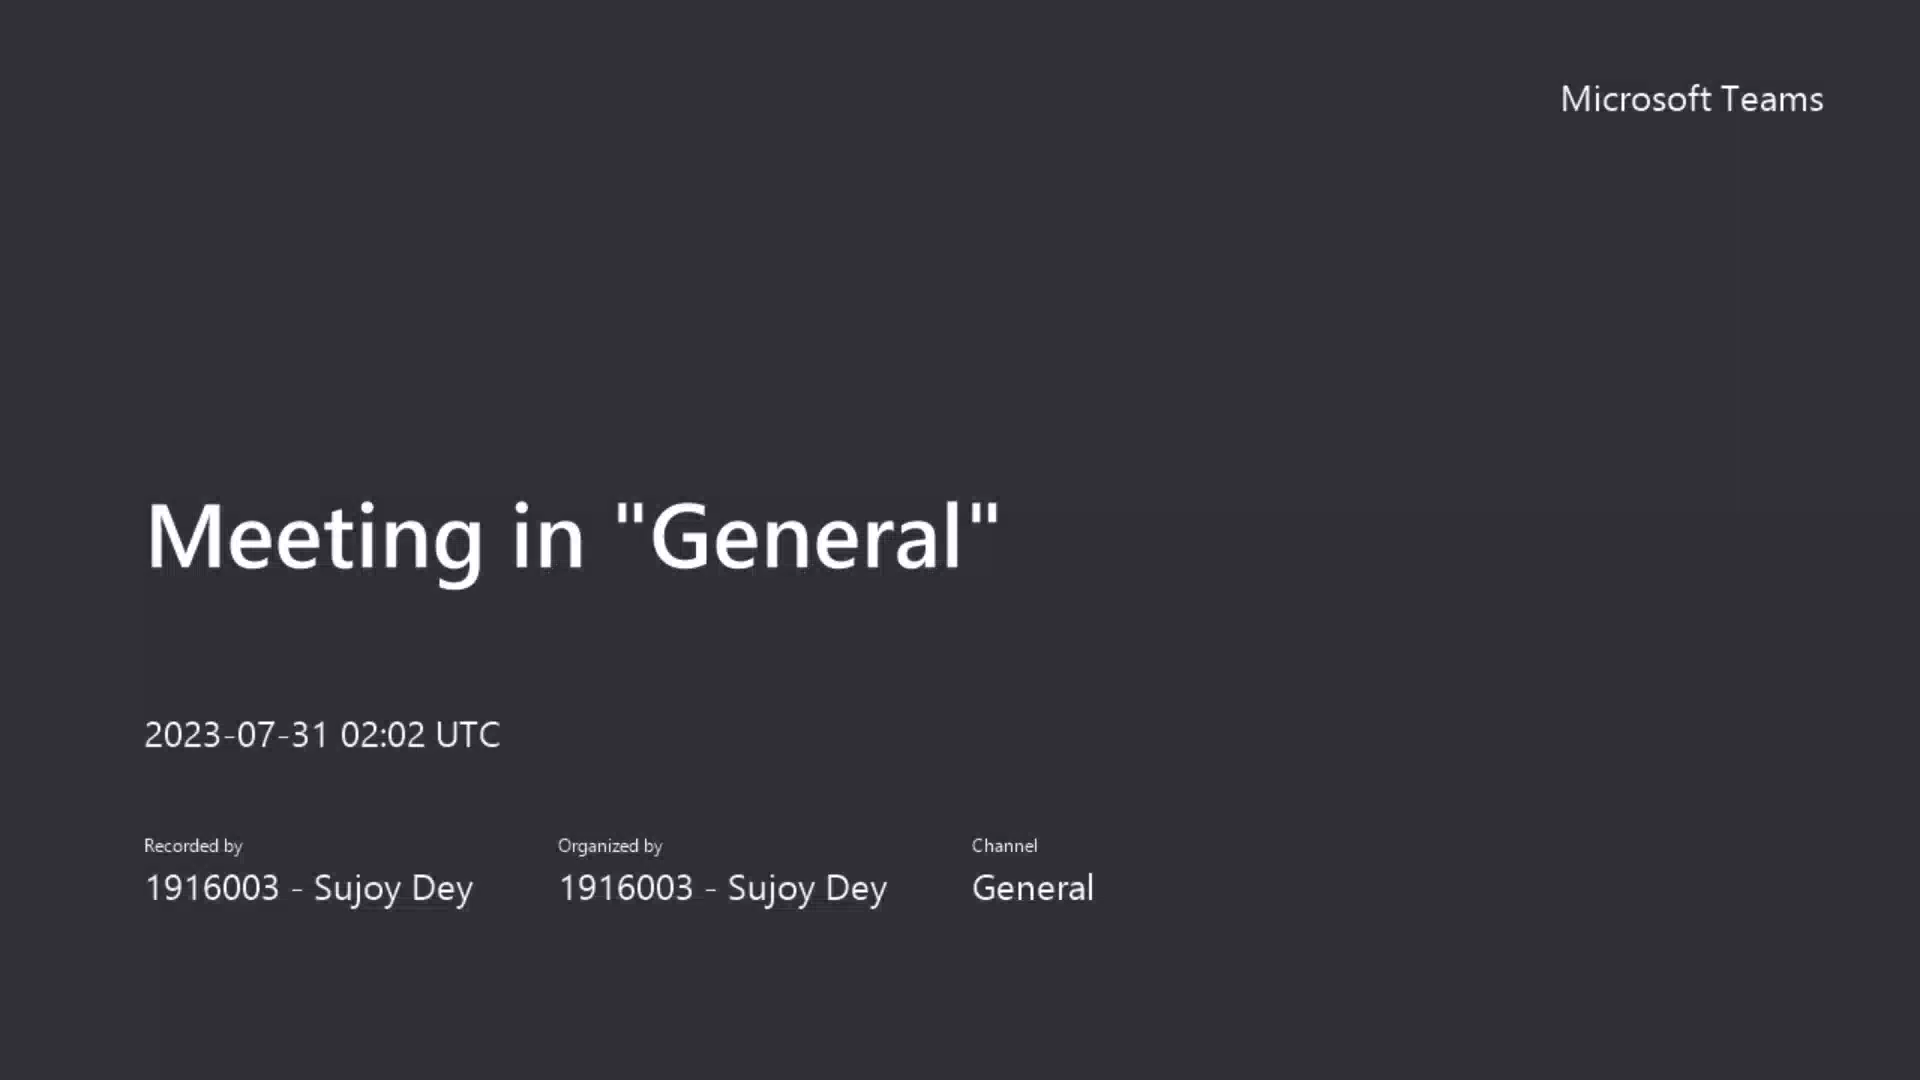 Microsoft Teams
Meeting in "General"
2023-07-31 02:02 UTC
Recorded by
1916003 - Sujoy Dey
Organized by
1916003 - Sujoy Dey
Channel
General